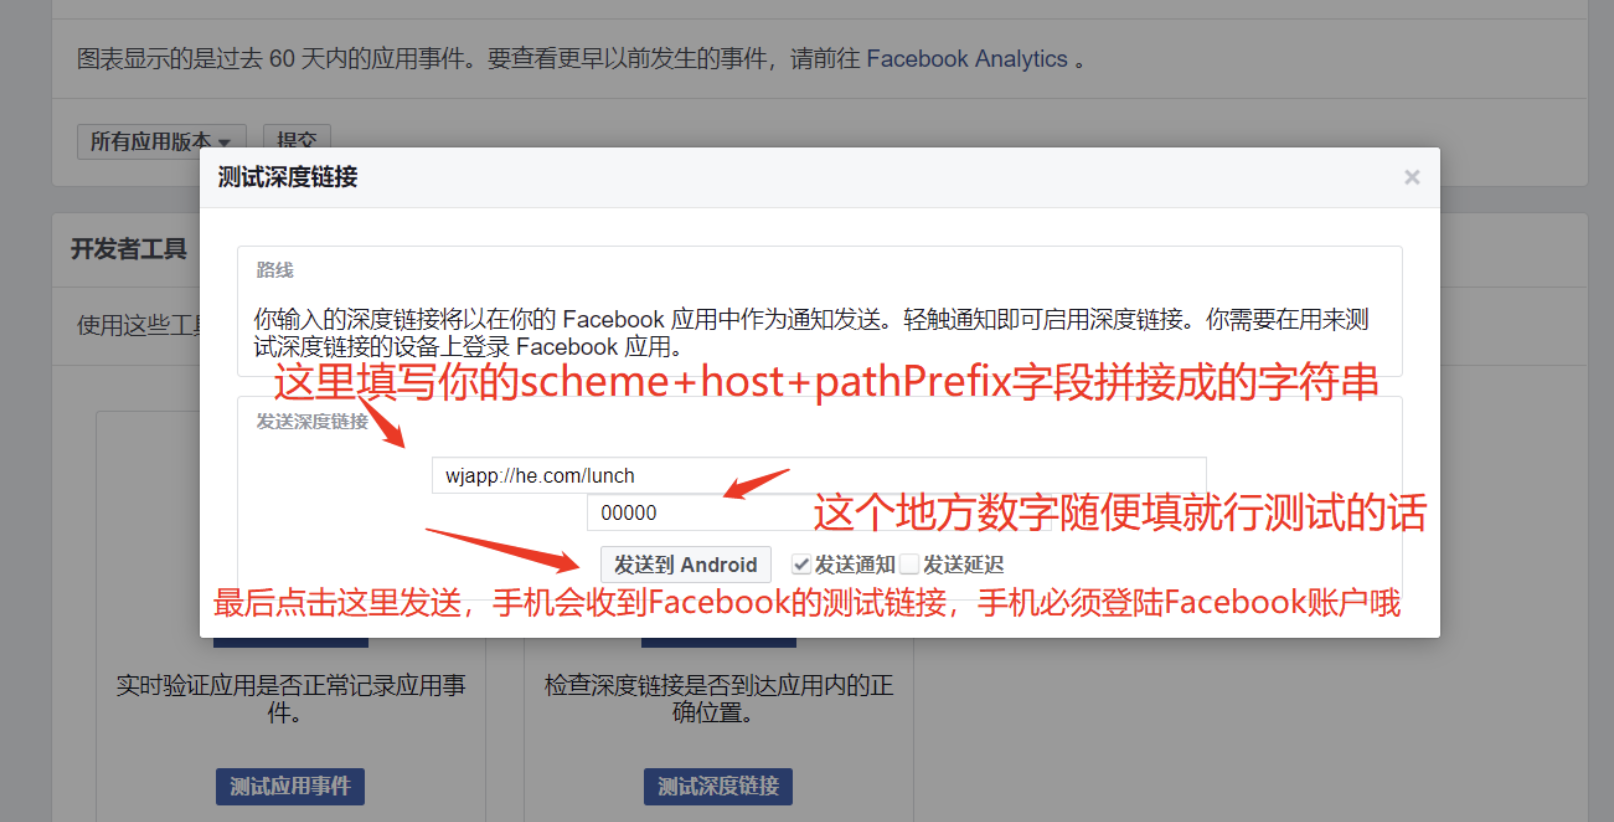 图表显示的是过去 60 天内的应用事件。要查看更早以前发生的事件，请前往 Facebook Analytics 。
所有应用版本 提交
测试深度链接 ×
开发者工具
路线
你输入的深度链接将以在你的 Facebook 应用中作为通知发送。轻触通知即可启用深度链接。你需要在用来测
试深度链接的设备上登录 Facebook 应用。
使用这些工具
这里填写你的scheme+host+pathPrefix字段拼接成的字符串
发送深度链接
wjapp://he.com/lunch
00000
这个地方数字随便填就行测试的话
发送到 Android 发送通知 发送延迟
最后点击这里发送，手机会收到Facebook的测试链接，手机必须登陆Facebook账户哦
实时验证应用是否正常记录应用事
件。
检查深度链接是否到达应用内的正
确位置。
测试应用事件
测试深度链接